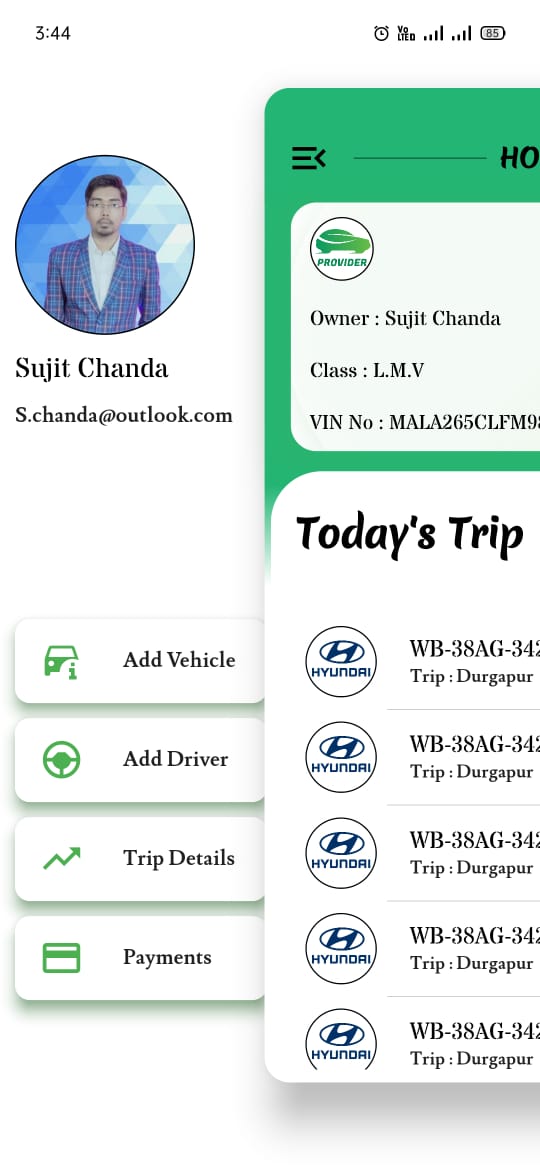 3:44
Vo
LTED
85
HO
PROVIDER
Owner : Sujit Chanda
Class : L.M.V
VIN No : MALA265CLFM98
Sujit Chanda
S.chanda@outlook.com
Today's Trip
Add Vehicle
Add Driver
Trip Details
Payments
HYUNDAI
WB-38AG-342
Trip : Durgapur
HYUNDAI
WB-38AG-342
Trip : Durgapur
HYUNDAI
WB-38AG-342
Trip : Durgapur
HYUNDAI
WB-38AG-342
Trip : Durgapur
HYUNDAI
WB-38AG-342
Trip : Durgapur